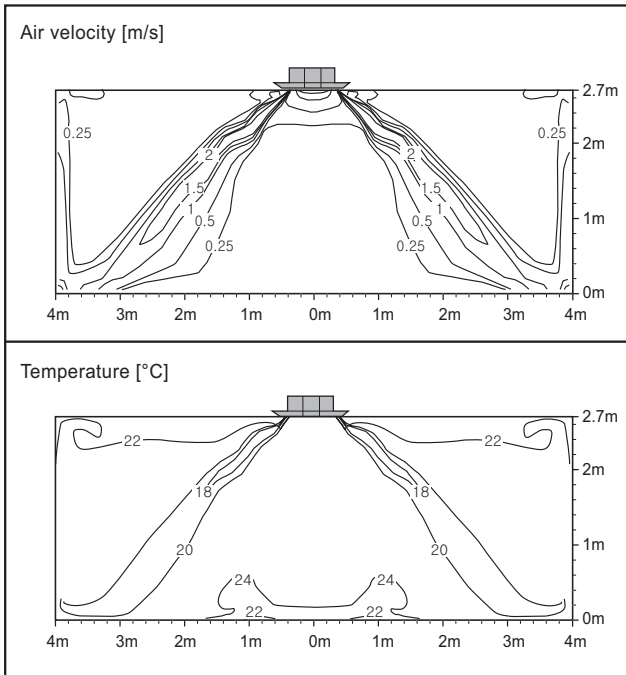 Air velocity [m/s]
2.7m
0.25 0.25
2m
2 2
1.5 1.5
1 1 1m
0.5 0.5
0.25 0.25
0m
4m 3m 2m 1m 0m 1m 2m 3m 4m
Temperature [°C]
2.7m
22 22
2m
18 18
20 20 1m
24 24
22 22 0m
4m 3m 2m 1m 0m 1m 2m 3m 4m